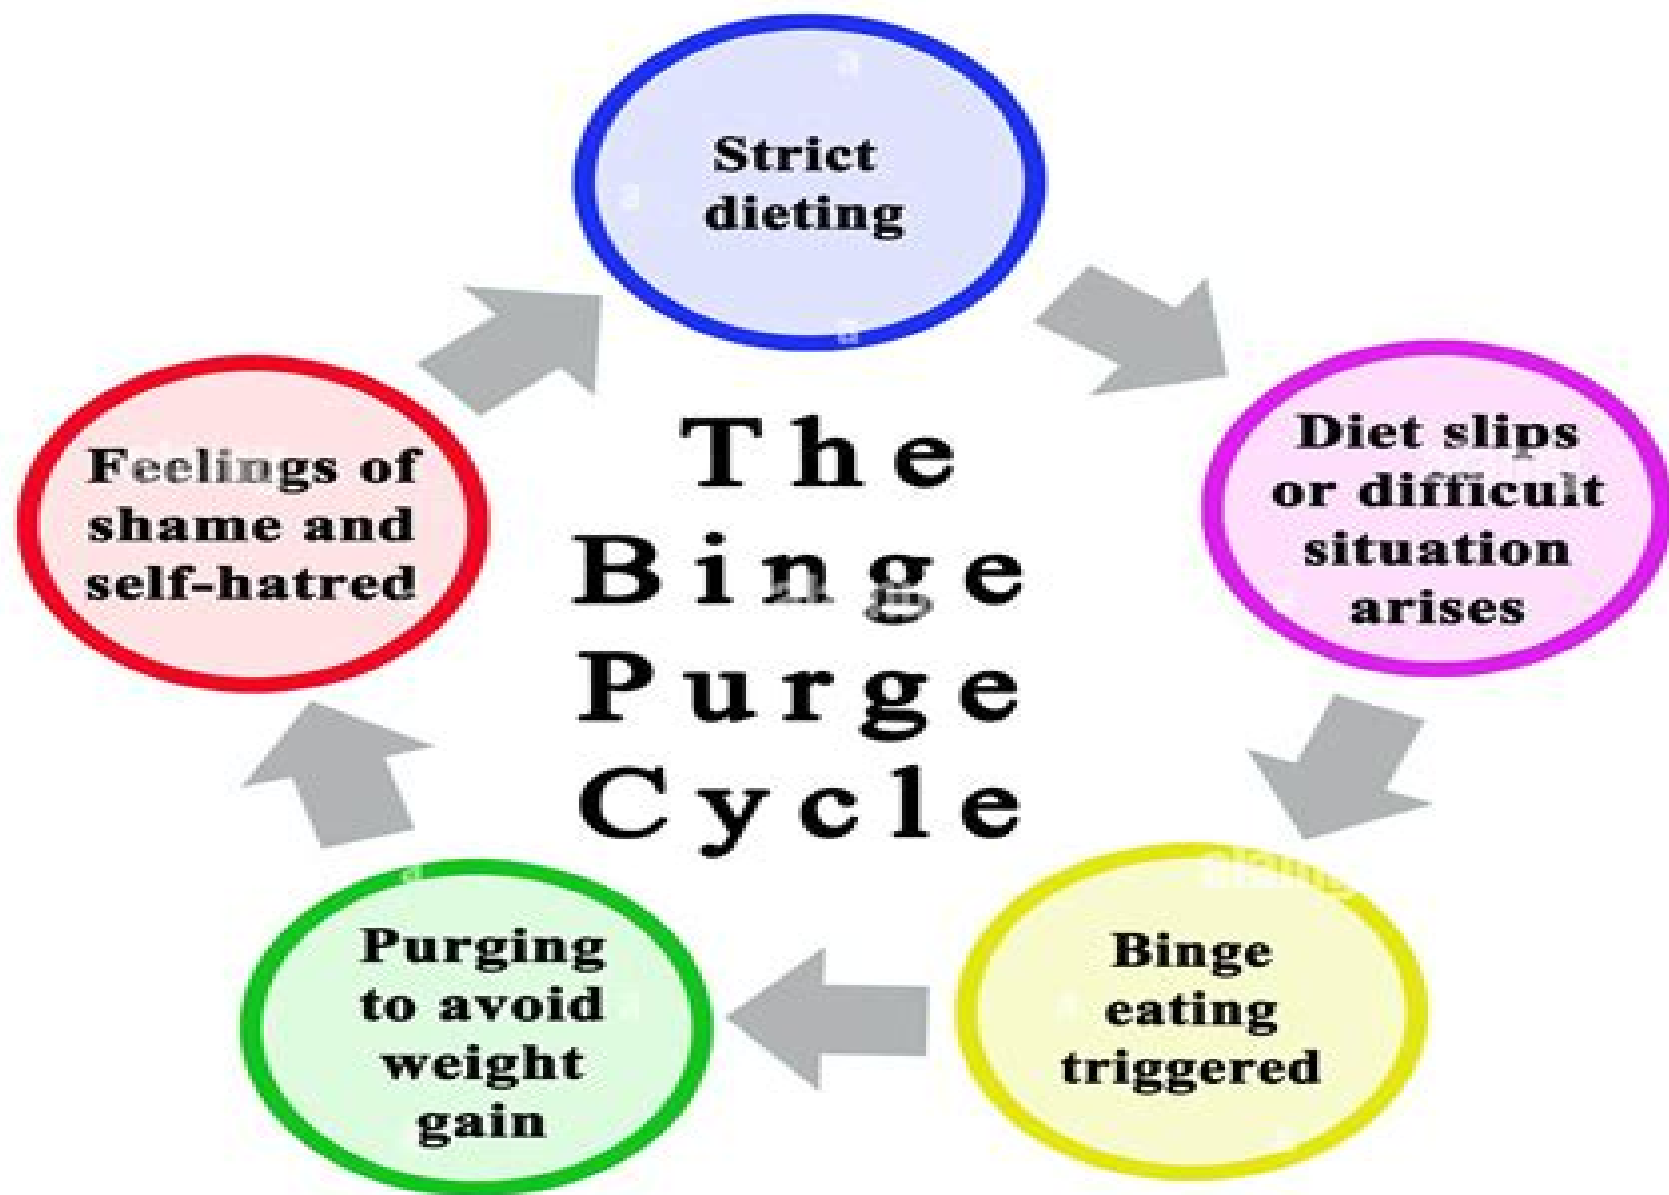 Strict
dieting
Diet slips
or difficult
situation
arises
Binge
eating
triggered
Purging
to avoid
weight
gain
Feelings of
shame and
self-hatred
The
Binge
Purge
Cycle